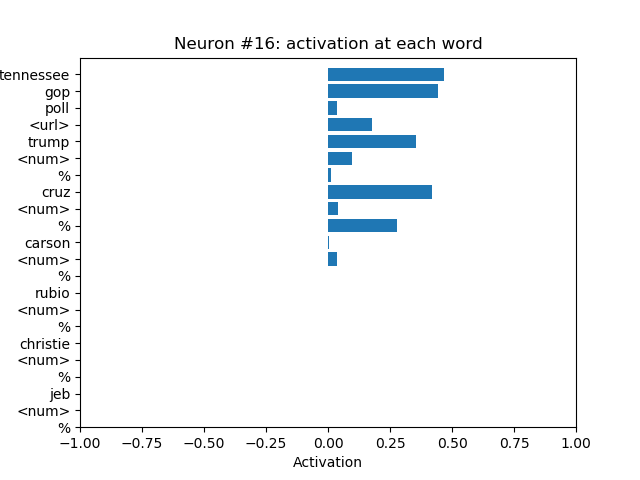 Neuron #16: activation at each word
tennessee
gop
poll
<url>
trump
<num>
%
cruz
<num>
%
carson
<num>
%
rubio
<num>
%
christie
<num>
%
jeb
<num>
%
−1.00 −0.75 −0.50 −0.25 0.00 0.25 0.50 0.75 1.00
Activation